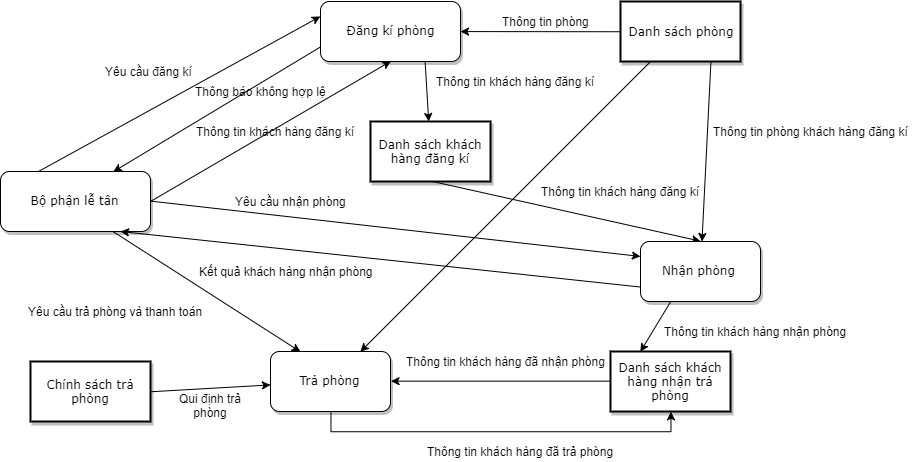 Đăng kí phòng
Thông tin phòng
Danh sách phòng
Yêu cầu đăng kí
Thông báo không hợp lệ
Thông tin khách hàng đăng kí
Thông tin khách hàng đăng kí
Danh sách khách
hàng đăng kí
Thông tin phòng khách hàng đăng kí
Bộ phận lễ tân
Yêu cầu nhận phòng
Thông tin khách hàng đăng kí
Kết quả khách hàng nhận phòng
Nhận phòng
Yêu cầu trả phòng và thanh toán
Thông tin khách hàng nhận phòng
Chính sách trả
phòng
Qui định trả
phòng
Trả phòng
Thông tin khách hàng đã nhận phòng
Danh sách khách
hàng nhận trả
phòng
Thông tin khách hàng đã trả phòng